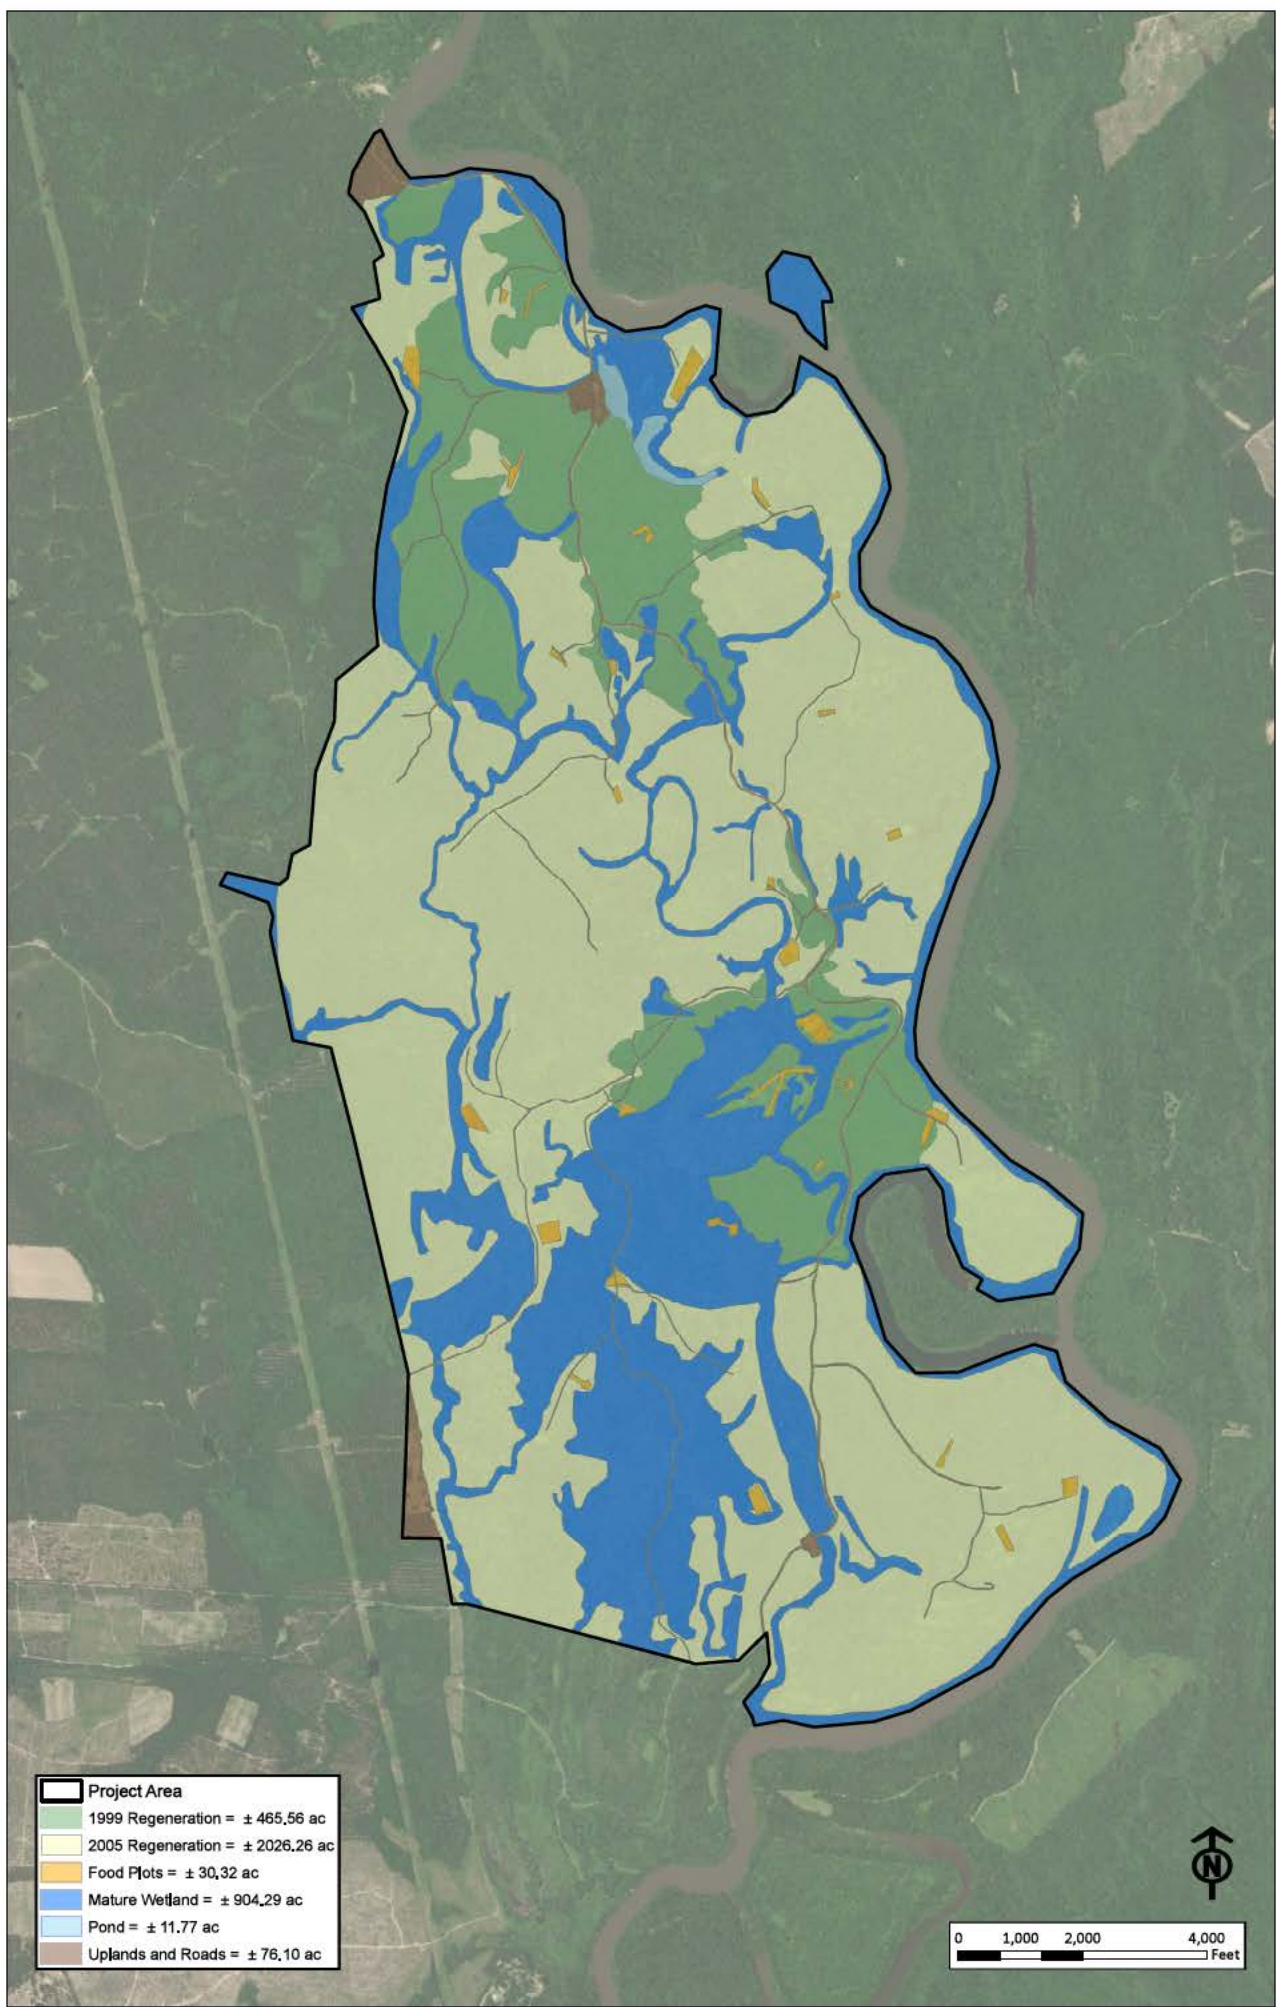 Project Area
1999 Regeneration = ± 465.56 ac
2005 Regeneration = ± 2026.26 ac
Food Plots = ± 30.32 ac
Mature Wetland = ± 904.29 ac
Pond = ± 11.77 ac
Uplands and Roads = ± 76.10 ac
N
0 1,000 2,000 4,000
Feet